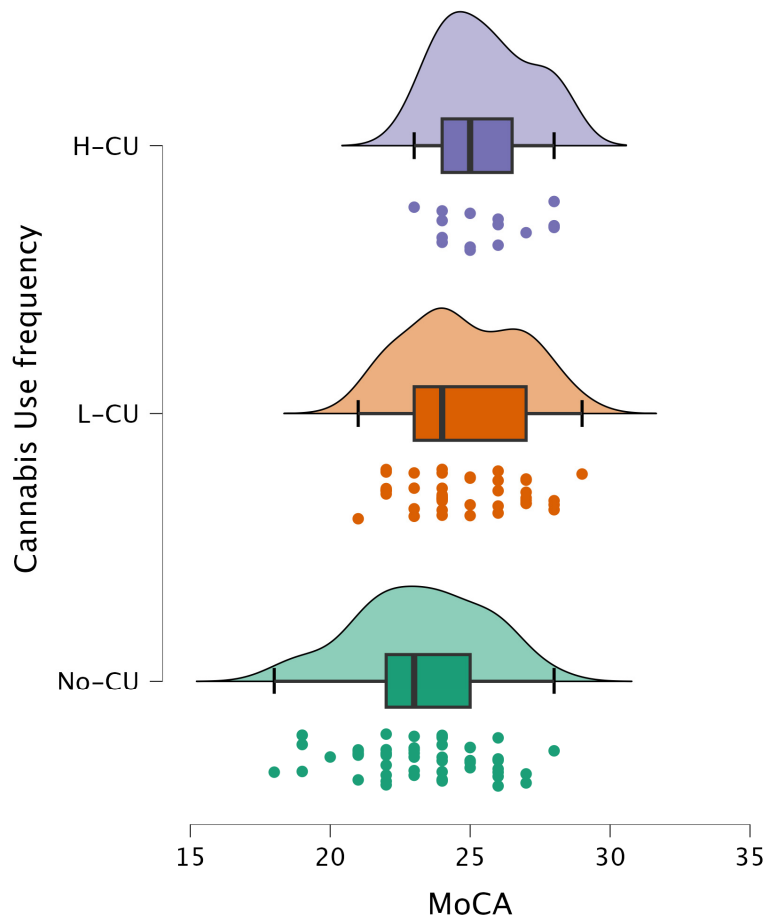 Cannabis Use frequency
H–CU
L–CU
No–CU
15 20 25 30 35
MoCA